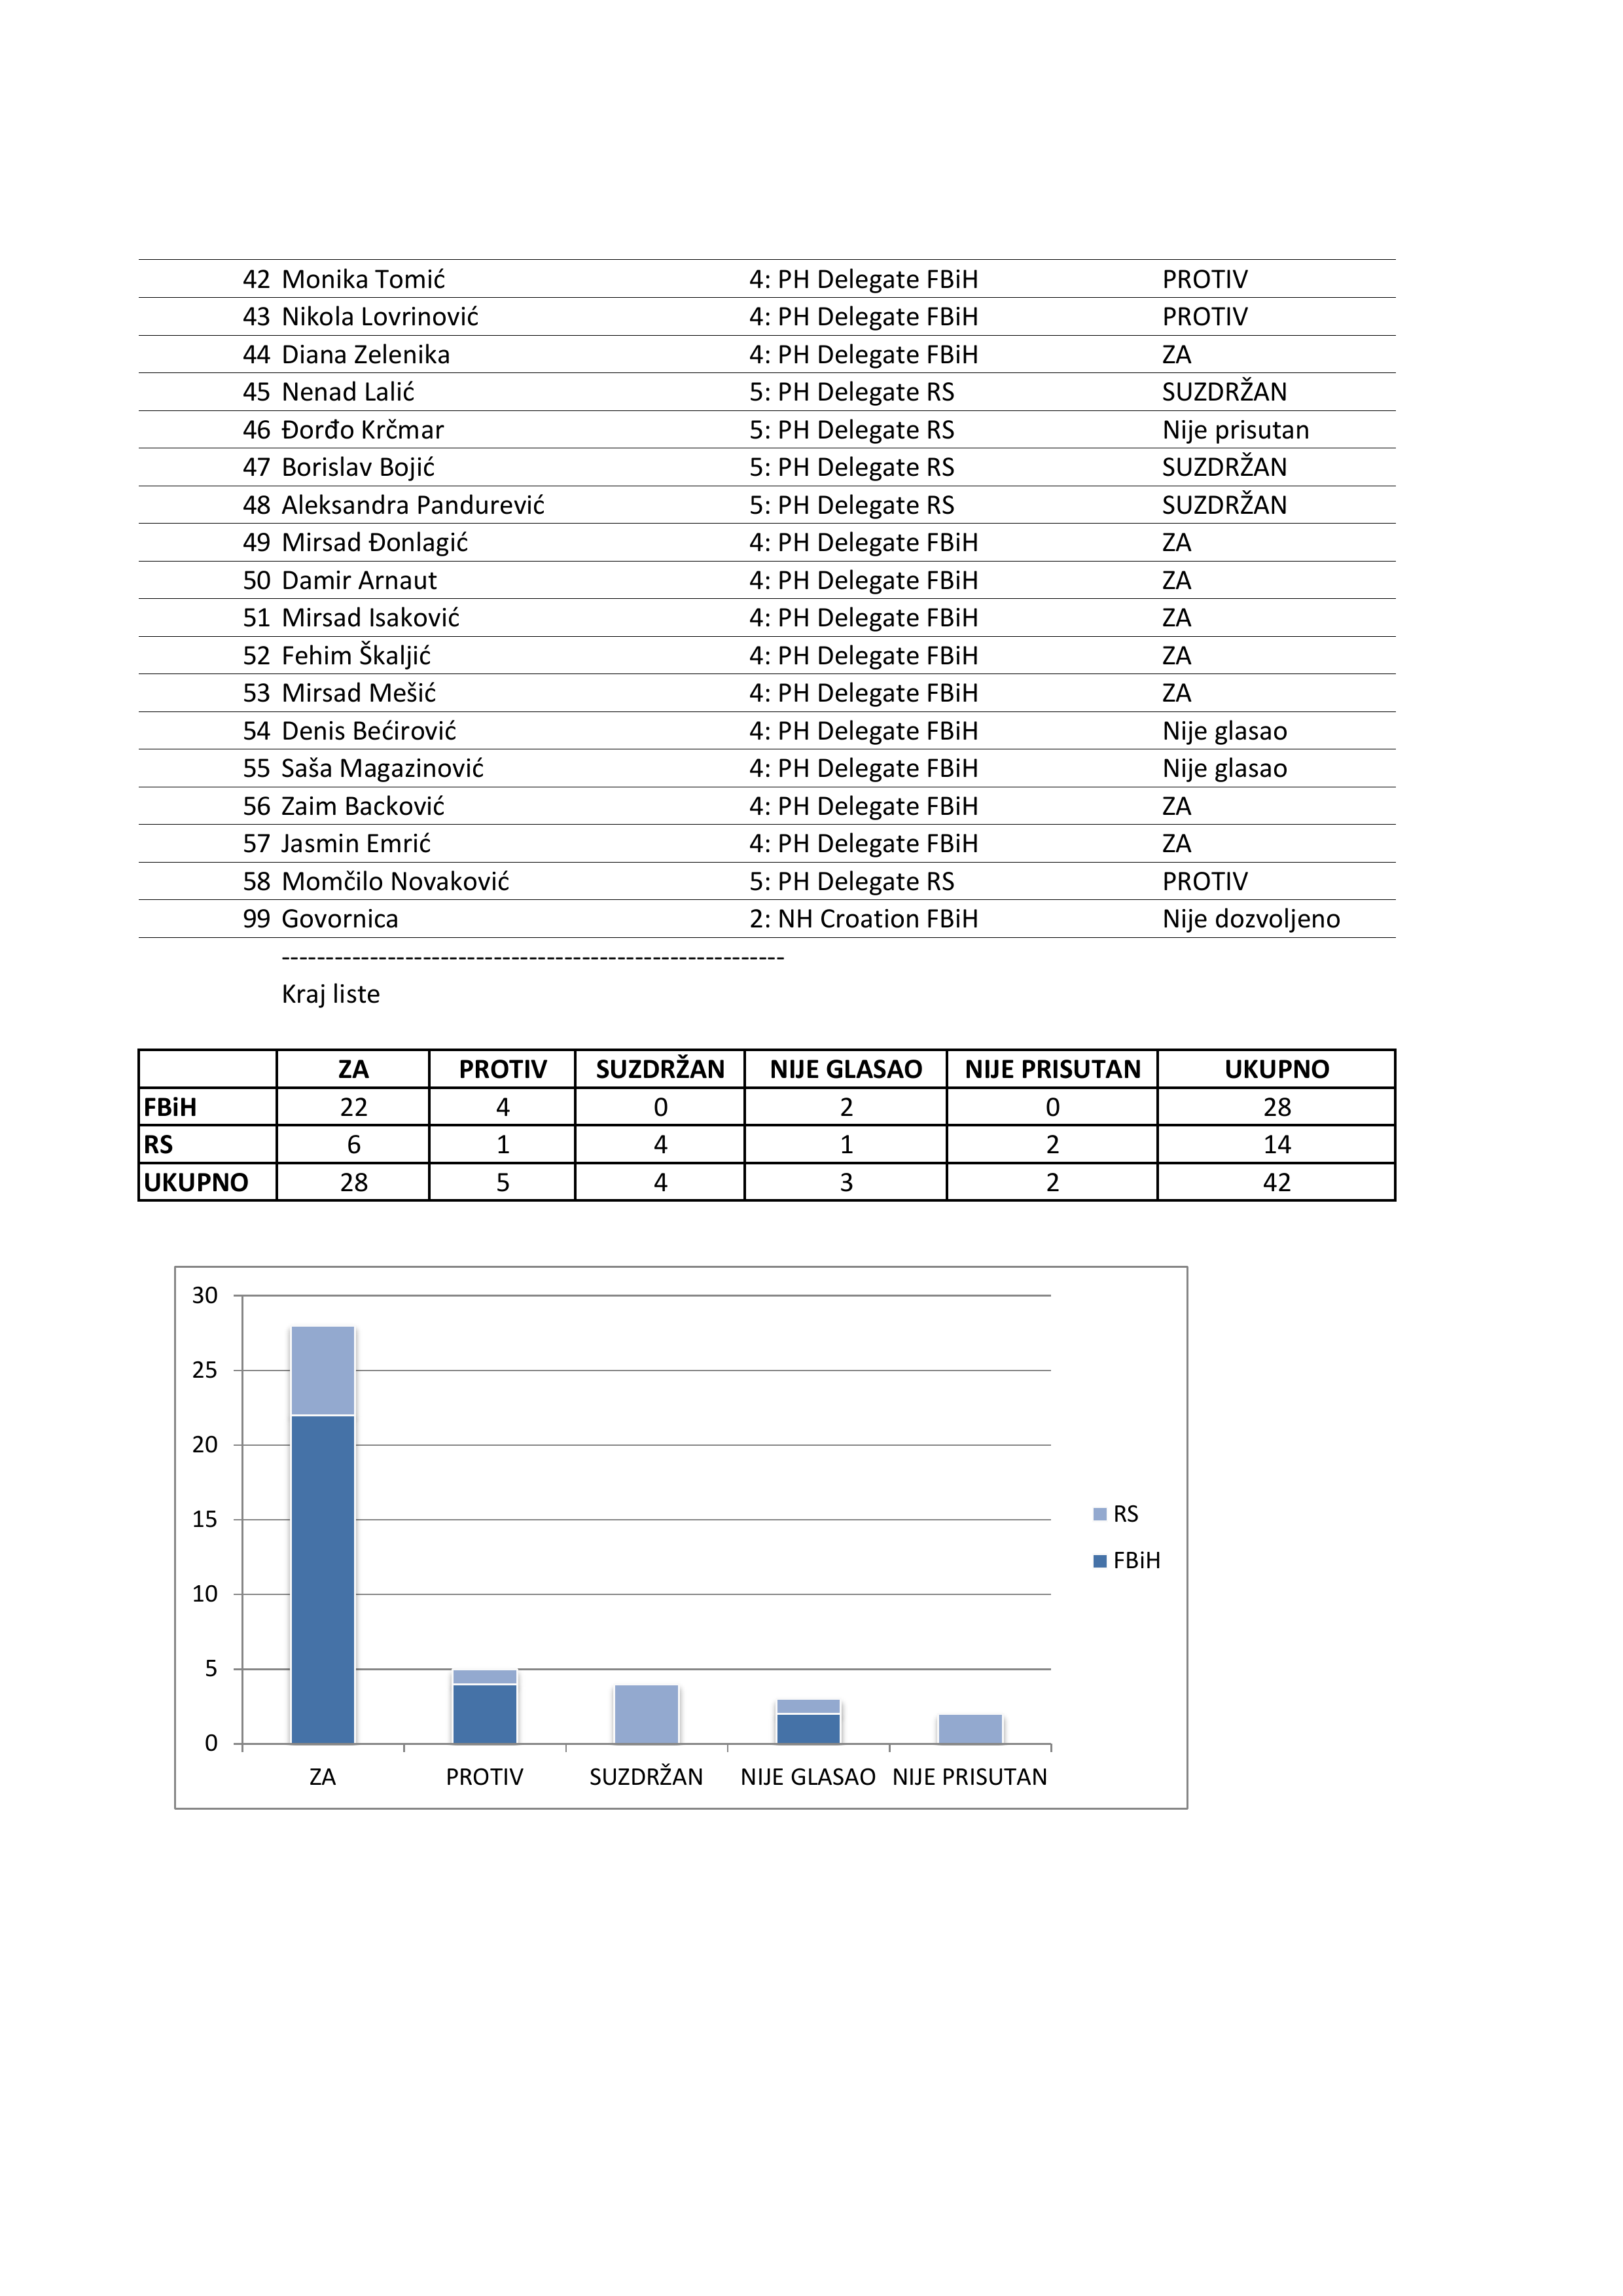 42 Monika Tomić 4: PH Delegate FBiH PROTIV
43 Nikola Lovrinović 4: PH Delegate FBiH PROTIV
44 Diana Zelenika 4: PH Delegate FBiH ZA
45 Nenad Lalić 5: PH Delegate RS SUZDRŽAN
46 Đorđo Krčmar 5: PH Delegate RS Nije prisutan
47 Borislav Bojić 5: PH Delegate RS SUZDRŽAN
48 Aleksandra Pandurević 5: PH Delegate RS SUZDRŽAN
49 Mirsad Đonlagić 4: PH Delegate FBiH ZA
50 Damir Arnaut 4: PH Delegate FBiH ZA
51 Mirsad Isaković 4: PH Delegate FBiH ZA
52 Fehim Škaljić 4: PH Delegate FBiH ZA
53 Mirsad Mešić 4: PH Delegate FBiH ZA
54 Denis Bećirović 4: PH Delegate FBiH Nije glasao
55 Saša Magazinović 4: PH Delegate FBiH Nije glasao
56 Zaim Backović 4: PH Delegate FBiH ZA
57 Jasmin Emrić 4: PH Delegate FBiH ZA
58 Momčilo Novaković 5: PH Delegate RS PROTIV
99 Govornica 2: NH Croation FBiH Nije dozvoljeno
---------------------------------------------------------
Kraj liste
ZA PROTIV SUZDRŽAN NIJE GLASAO NIJE PRISUTAN UKUPNO
FBiH 22 4 0 2 0 28
RS 6 1 4 1 2 14
UKUPNO 28 5 4 3 2 42
30
25
20
15
10
5
0
ZA PROTIV SUZDRŽAN NIJE GLASAO NIJE PRISUTAN
RS
FBiH